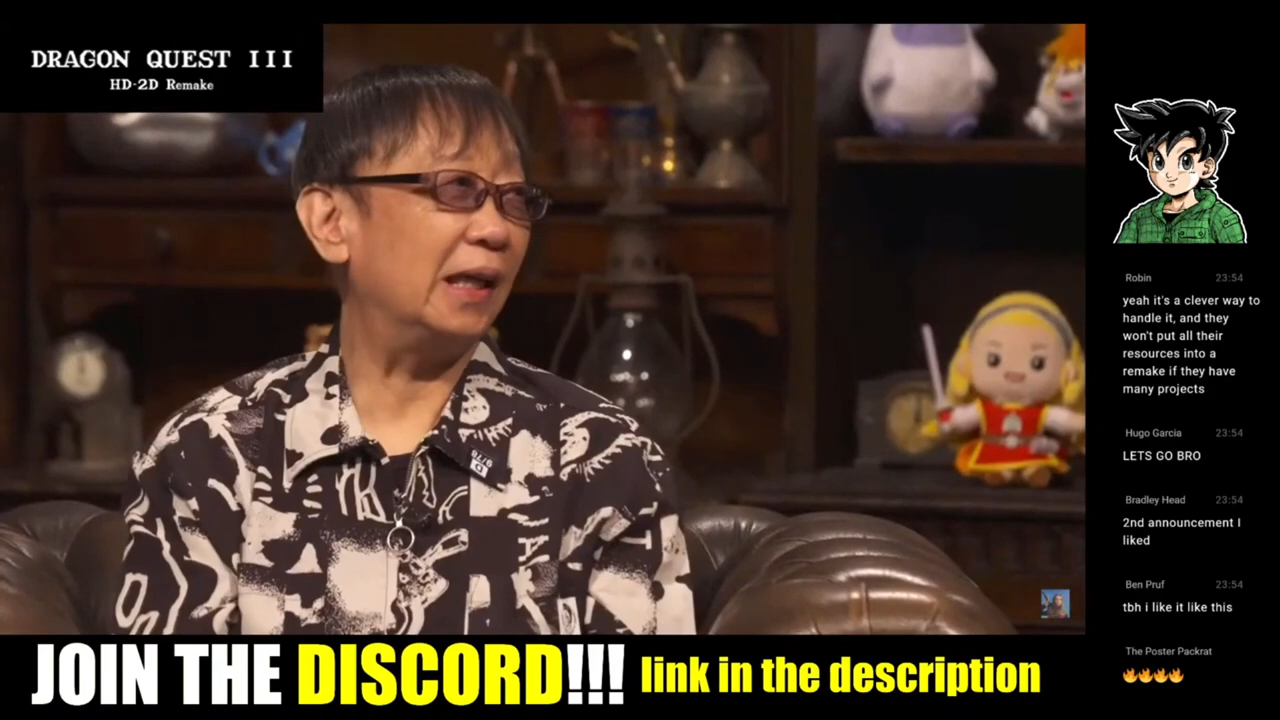 DRAGON QUEST III
HD-2D Remake
Robin 23:54
yeah it's a clever way to
handle it, and they
won't put all their
resources into a
remake if they have
many projects
Hugo Garcia 23:54
LETS GO BRO
Bradley Head 23:54
2nd announcement I
liked
Ben Pruf 23:54
tbh i like it like this
The Poster Packrat
🔥🔥🔥🔥
JOIN THE DISCORD!!! link in the description